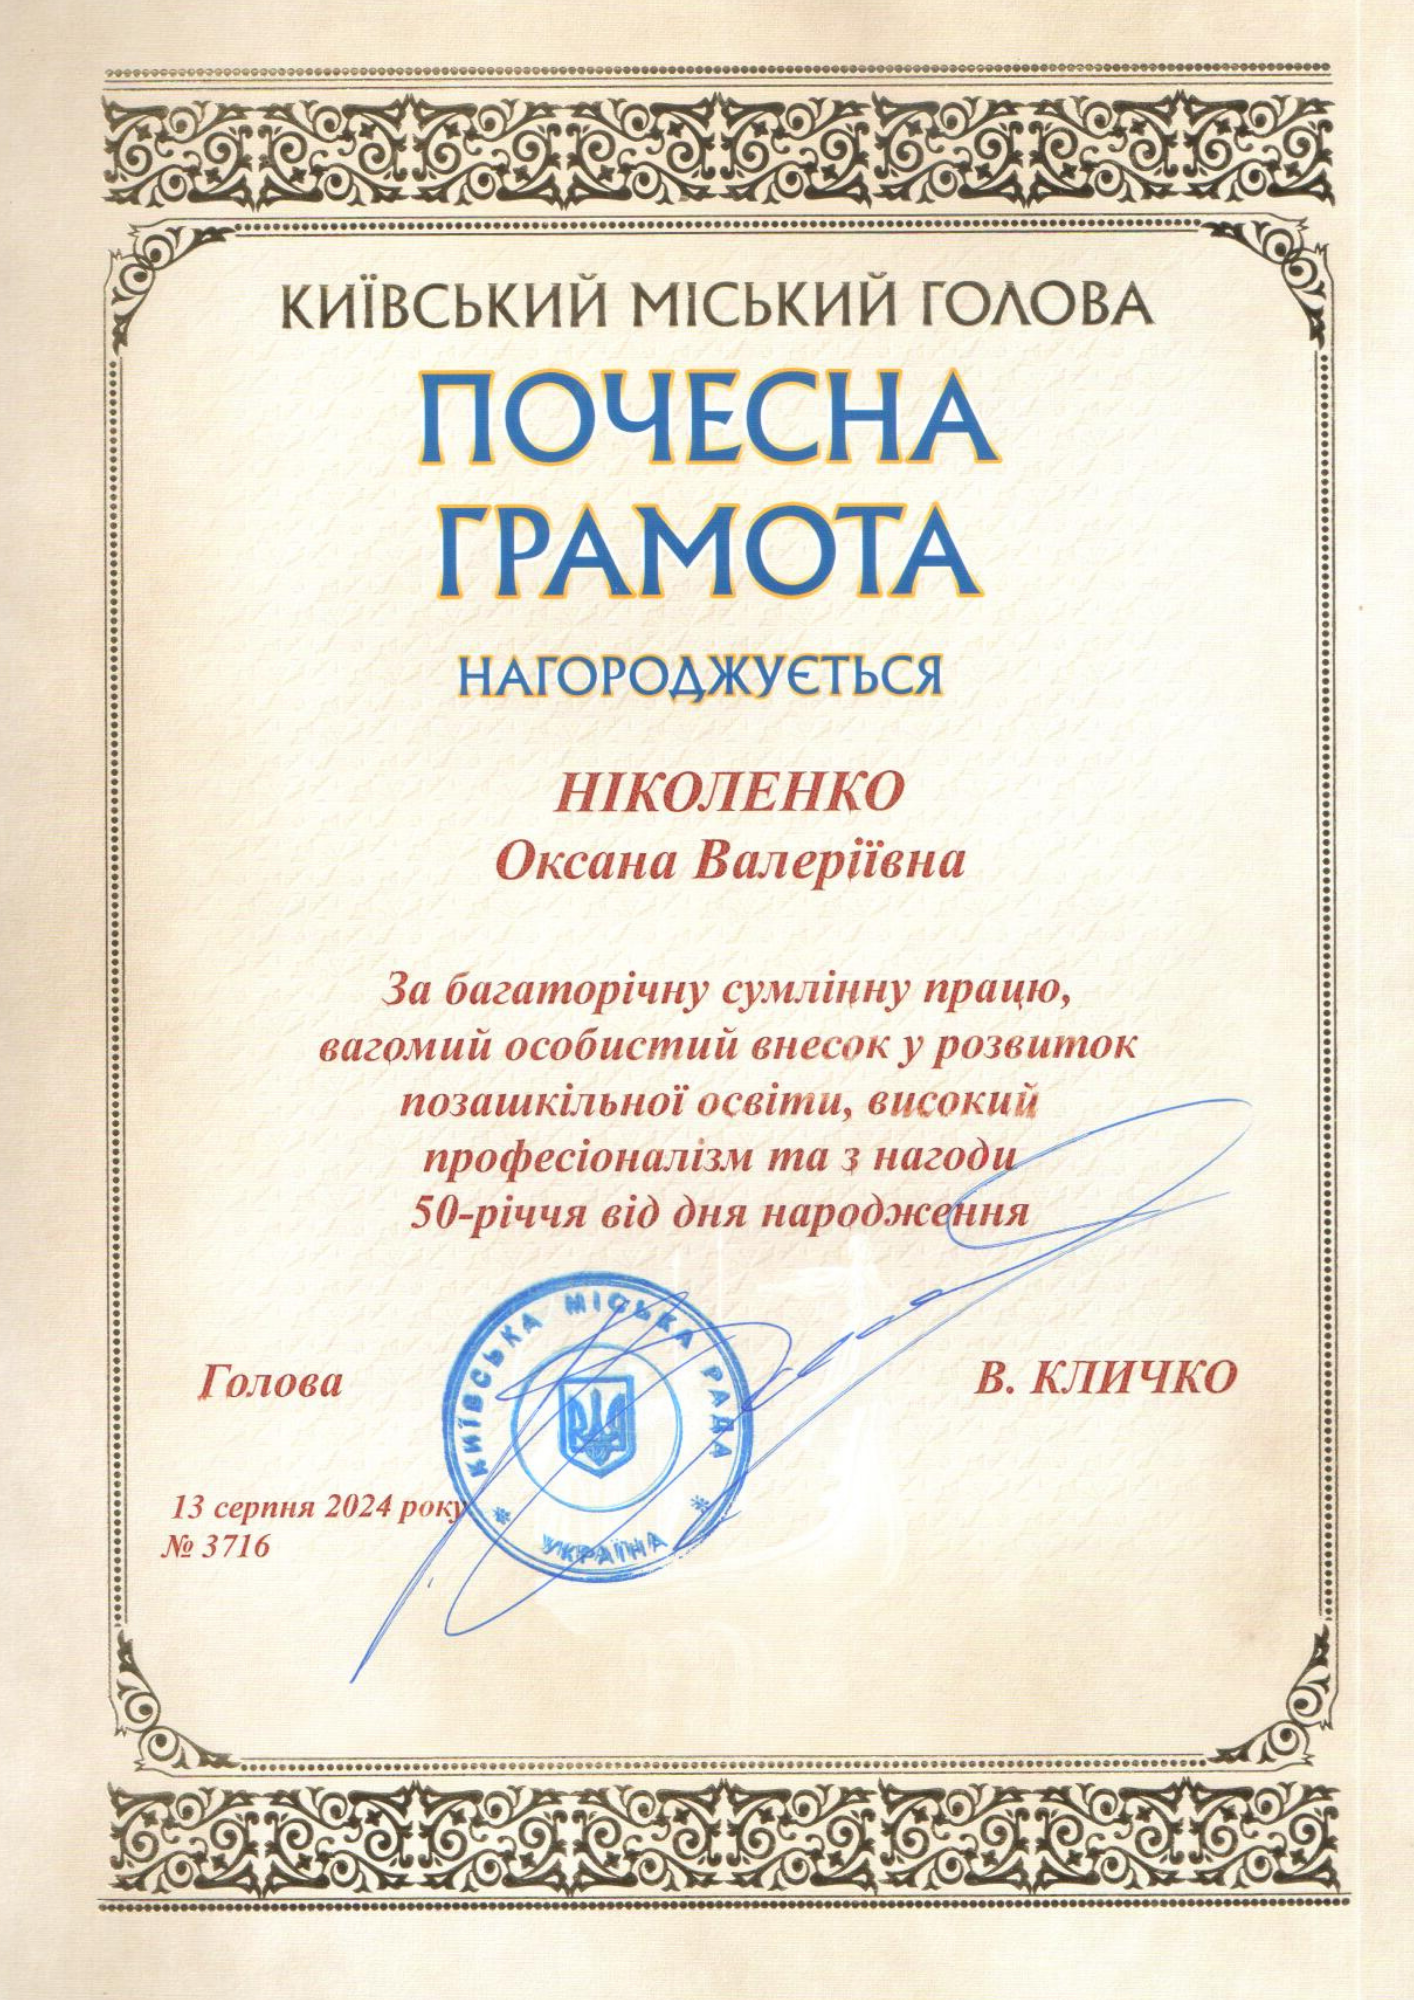 КИЇВСЬКИЙ МІСЬКИЙ ГОЛОВА
ПОЧЕСНА
ГРАМОТА
НАГОРОДЖУЄТЬСЯ
НІКОЛЕНКО
Оксана Валеріївна
За багаторічну сумлінну працю,
вагомий особистий внесок у розвиток
позашкільної освіти, високий
професіоналізм та з нагоди
50-річчя від дня народження
Голова
В. КЛИЧКО
КИЇВСЬКА МІСЬКА РАДА
* УКРАЇНА *
13 серпня 2024 року
№ 3716